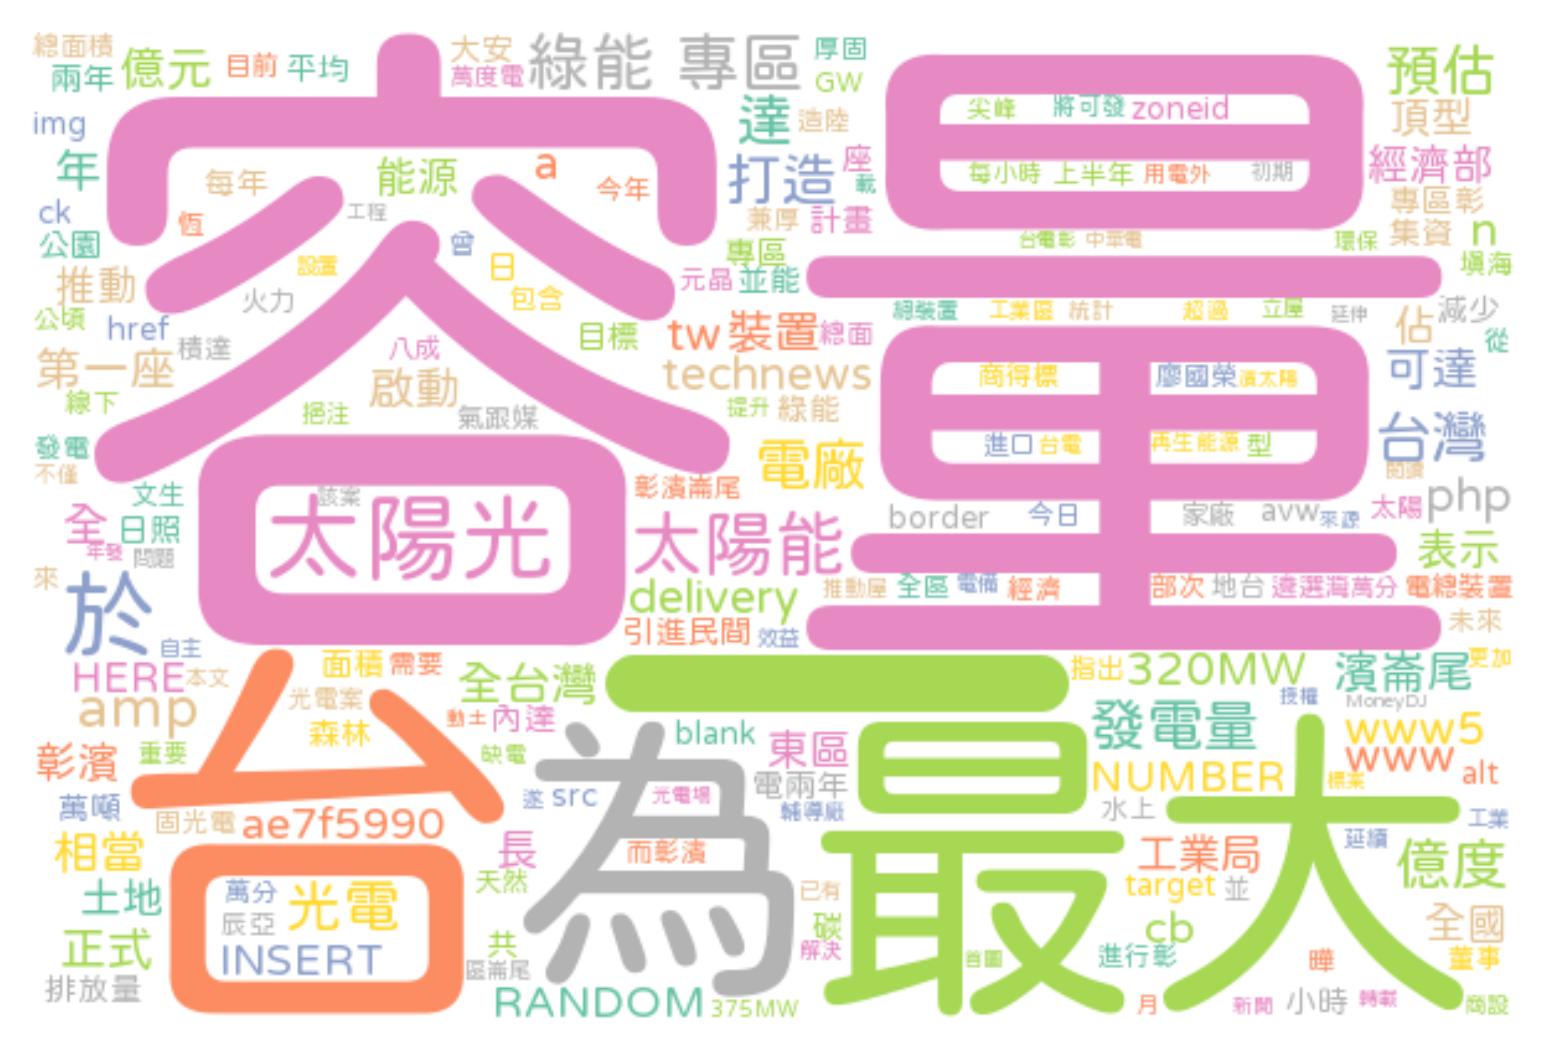 總面積
兩年
億元
目前
平均
大安
萬度電
綠能
專區
厚固
GW
預估
img
年
每年
能源
a
今年
達
造陸
打造
座
載
尖峰
將可發
zoneid
每小時
上半年
用電外
初期
頂型
經濟部
ck
恆
工程
公園
曾
日
兼厚
計畫
專區
台電彰
中華電
環保
專區彰
集資
n
推動
設置
火力
包含
元晶
並能
填海
容量
公頃
href
積達
八成
目標
tw
裝置
總面
總裝置
工業區
統計
超過
立屋
延伸
佔
減少
從
第一座
啟動
technews
商得標
廖國榮
濱太陽
可達
線下
挹注
氣跟媒
提升
綠能
發電
不僅
電廠
進口
台電
再生能源
型
台灣
閱讀
文生
該案
彰濱崙尾
全
日照
年發
問題
太陽光
太陽能
border
今日
家廠
avw
來源
太陽
php
表示
來
於
自主
delivery
推動屋
全區
電備
經濟
部次
地台
遴選灣萬分
電總裝置
引進民間
效益
未來
HERE
本文
面積
需要
全台灣
一
指出
320MW
濱崙尾
更加
amp
光電案
森林
動土
內達
授權
MoneyDJ
彰濱
重要
台
缺電
blank
東區
發電量
www5
www
alt
萬噸
遂
src
為
光電場
電兩年
輔導廠
NUMBER
標案
固光電
ae7f5990
最大
水上
工業
延續
相當
長
而彰濱
工業局
億度
土地
萬分
光電
天然
已有
target
並
辰亞
碳
cb
全國
正式
INSERT
共
區崙尾
解決
首圖
進行彰
曄
董事
排放量
RANDOM
375MW
月
新聞
小時
轉載
商設